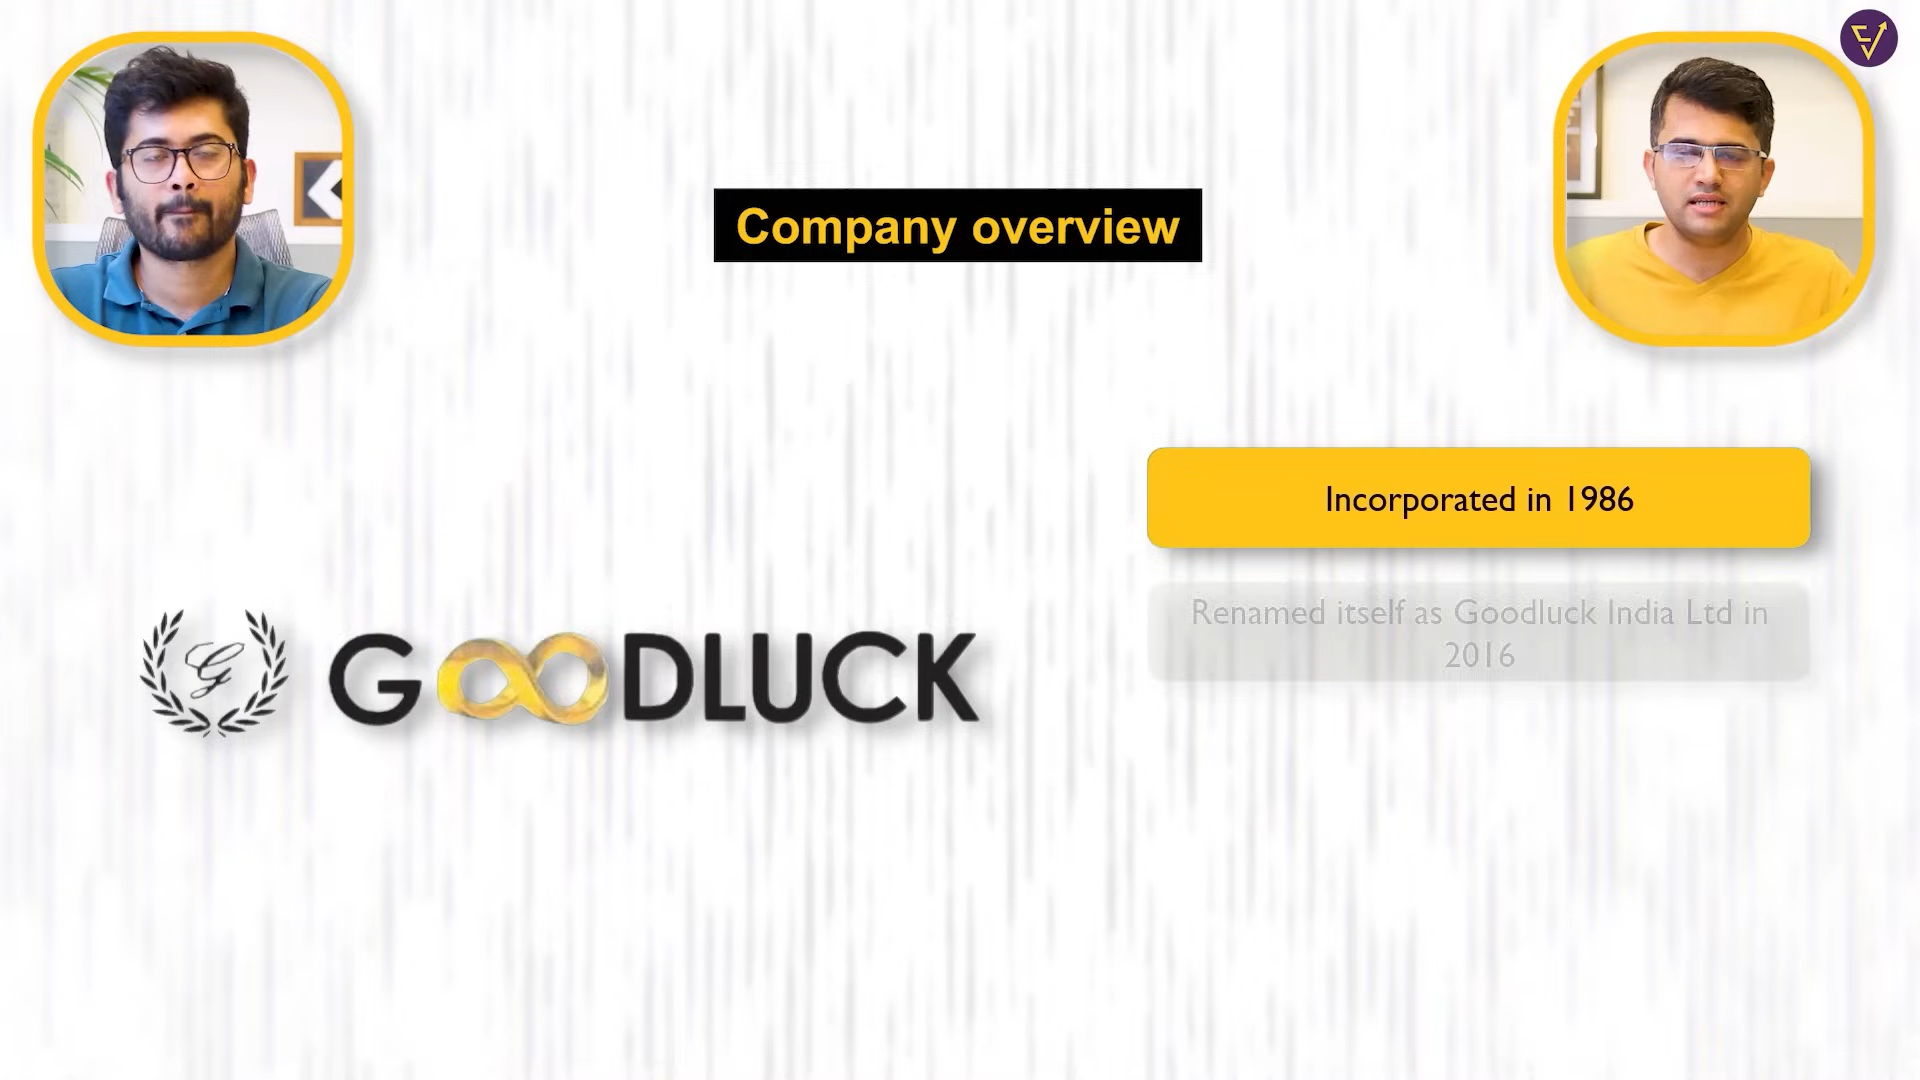 Company overview
Incorporated in 1986
Renamed itself as Goodluck India Ltd in
2016
G
GOODLUCK